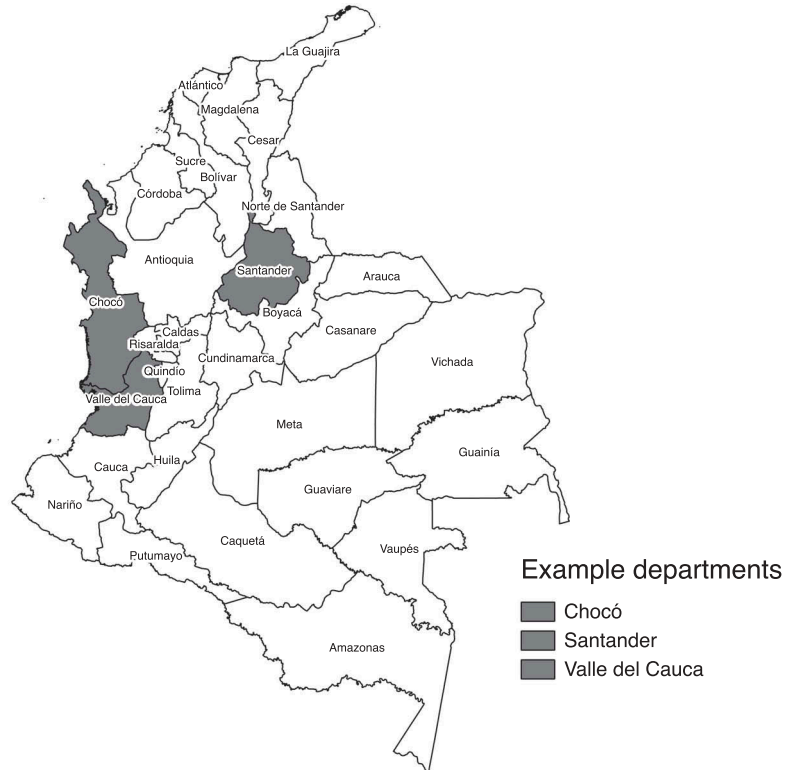 La Guajira
Atlántico
Magdalena
Cesar
Sucre
Bolívar
Córdoba
Norte de Santander
Antioquia
Santander
Arauca
Chocó
Boyacá
Caldas
Casanare
Risaralda
Cundinamarca
Vichada
Quindío
Tolima
Valle del Cauca
Meta
Guainía
Huila
Cauca
Guaviare
Nariño
Caquetá
Vaupés
Putumayo
Amazonas
Example departments
Chocó
Santander
Valle del Cauca